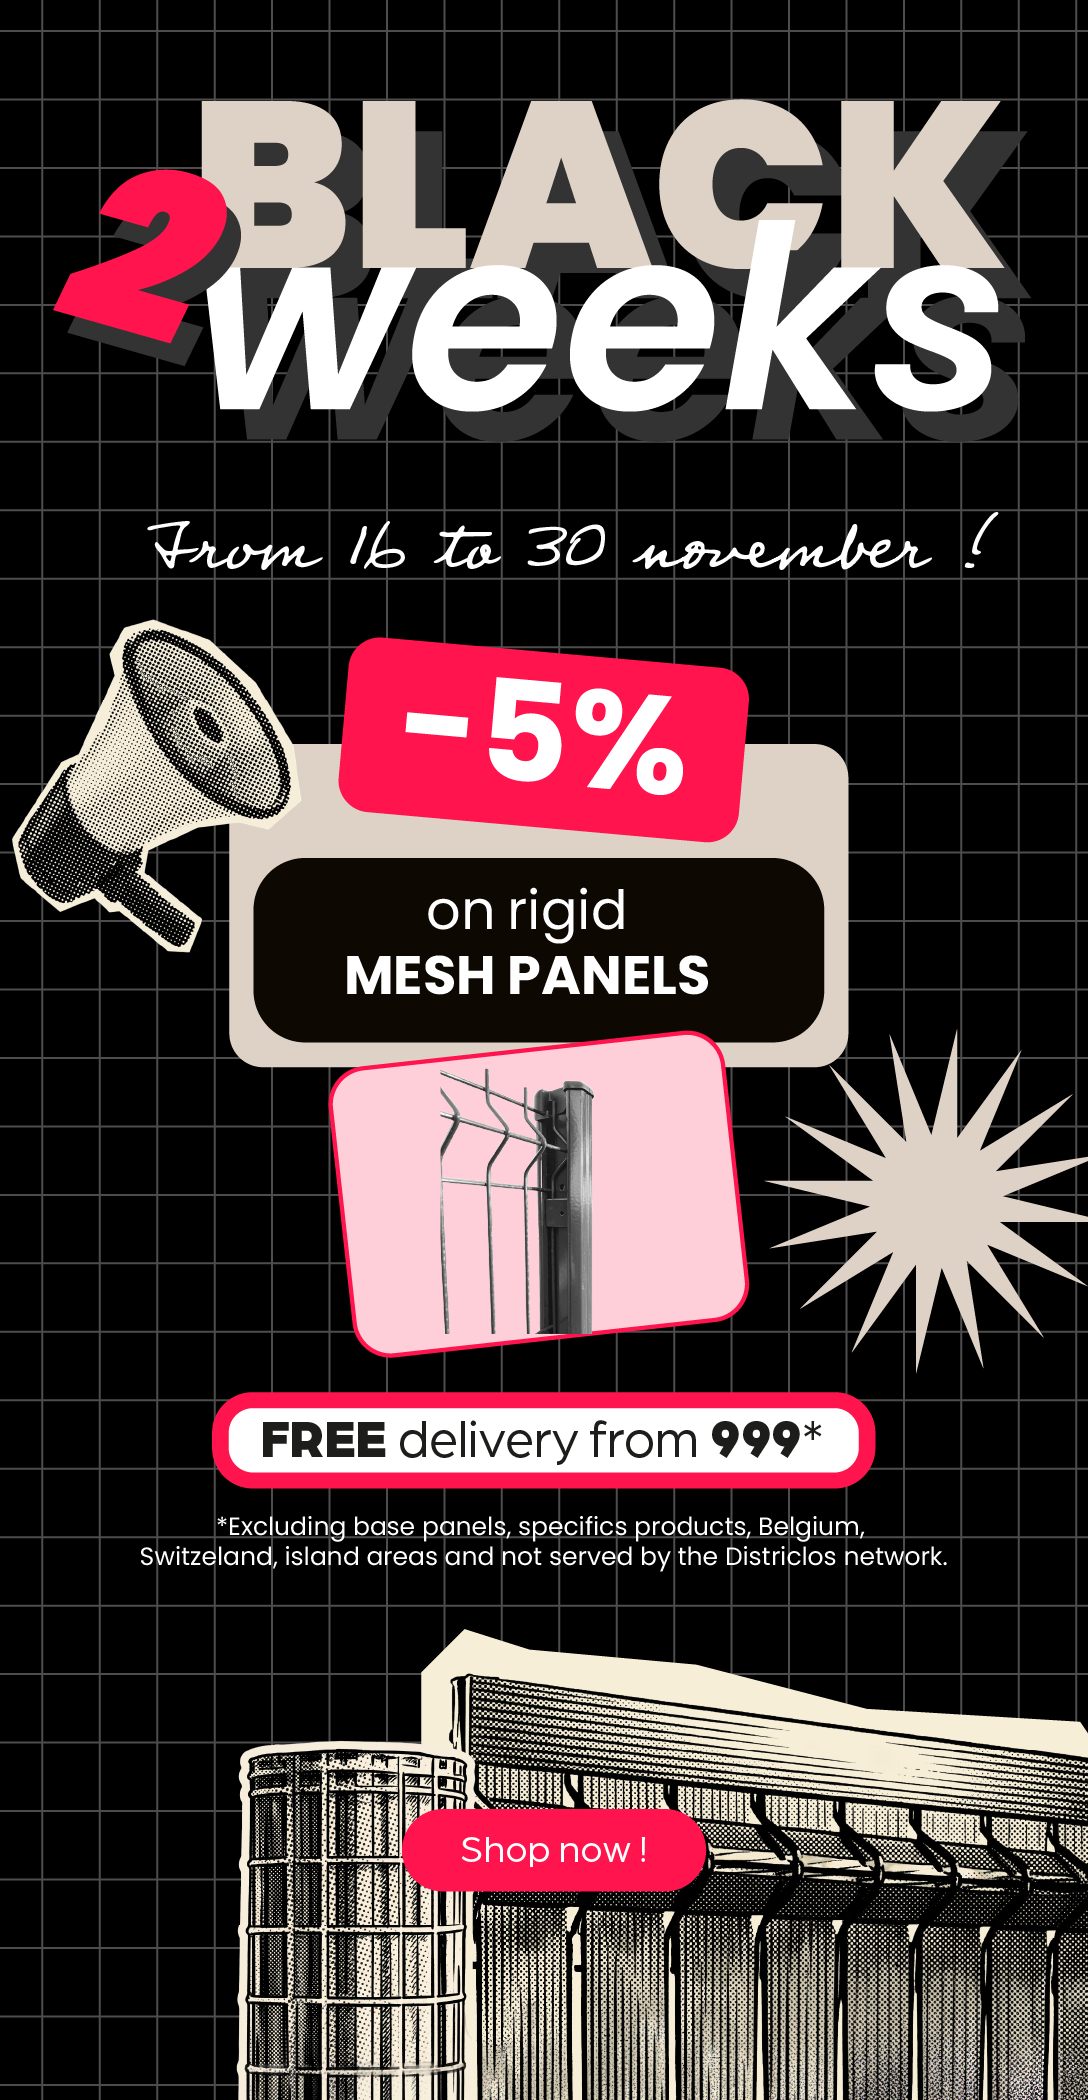 2 BLACK
weeks
From 16 to 30 november !
-5%
on rigid
MESH PANELS
FREE delivery from 999*
*Excluding base panels, specifics products, Belgium,
Switzeland, island areas and not served by the Districlos network.
Shop now !